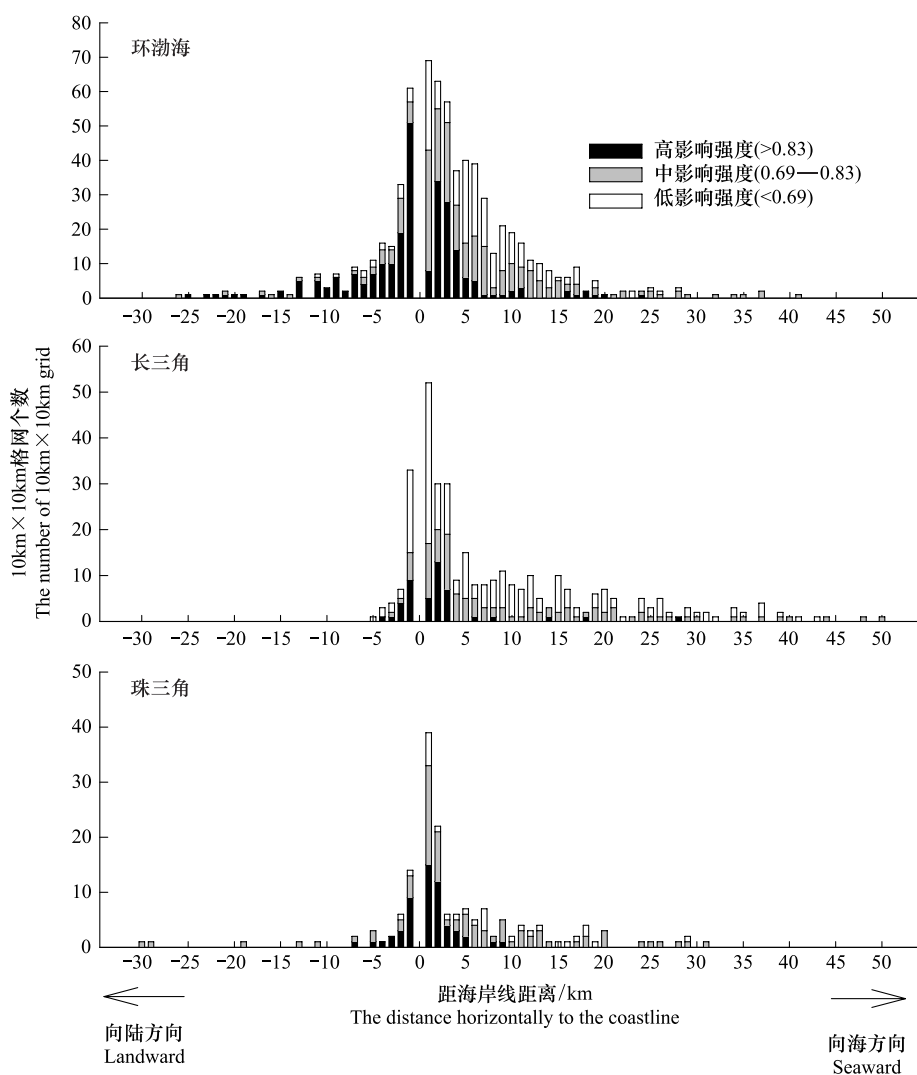 80
70
60
50
40
30
20
10
0
环渤海
高影响强度(>0.83)
中影响强度(0.69—0.83)
低影响强度(<0.69)
−30 −25 −20 −15 −10 −5 0 5 10 15 20 25 30 35 40 45 50
60
50
40
30
20
10
0
长三角
−30 −25 −20 −15 −10 −5 0 5 10 15 20 25 30 35 40 45 50
10km×10km格网个数
The number of 10km×10km grid
50
40
30
20
10
0
珠三角
−30 −25 −20 −15 −10 −5 0 5 10 15 20 25 30 35 40 45 50
距海岸线距离/km
The distance horizontally to the coastline
向陆方向
Landward
向海方向
Seaward